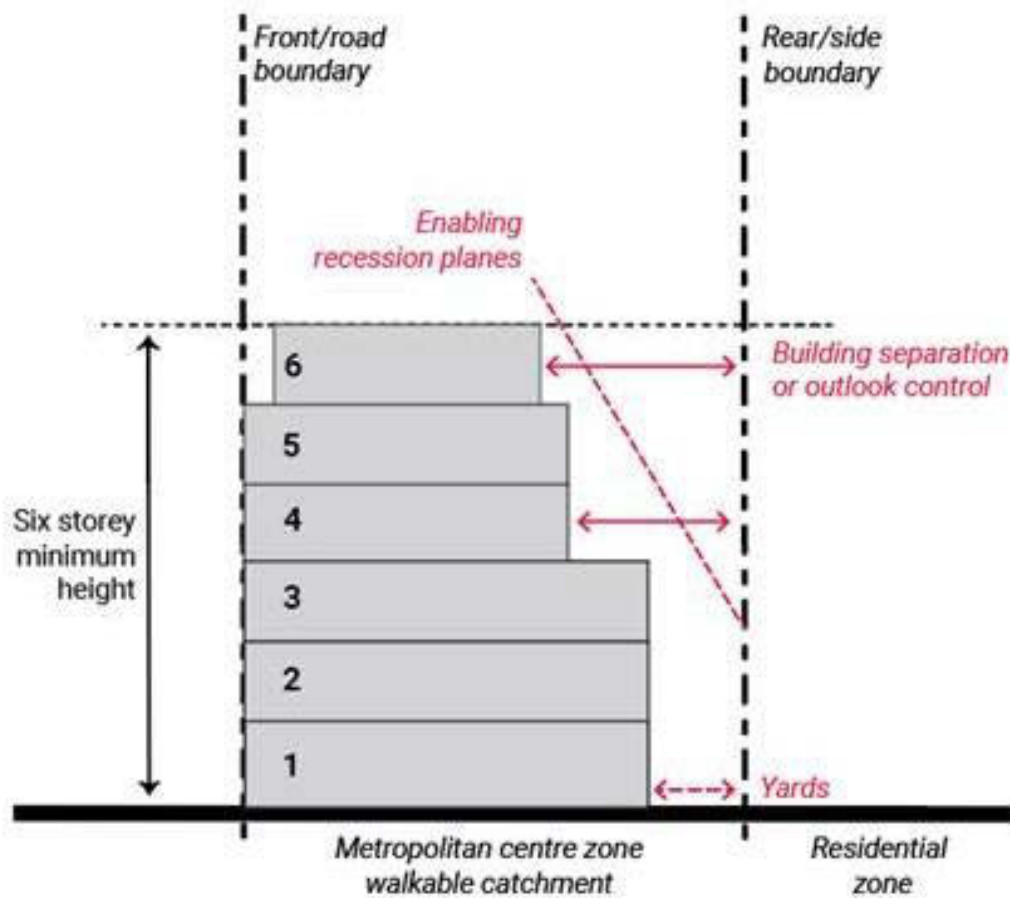 Front/road
boundary
Rear/side
boundary
Enabling
recession planes
6
Building separation
or outlook control
5
4
Six storey
minimum
height
3
2
1
Yards
Metropolitan centre zone
walkable catchment
Residential
zone